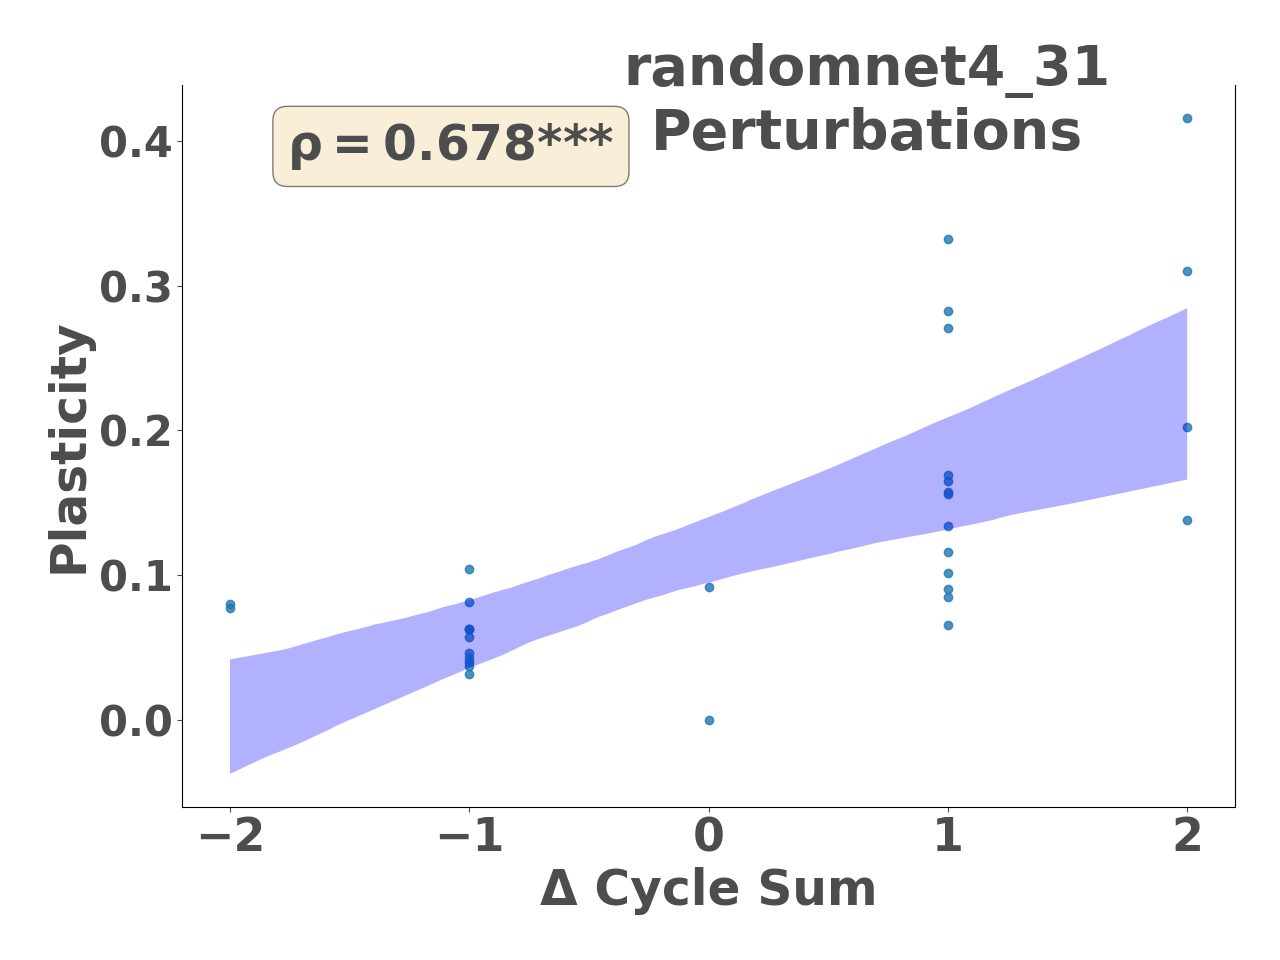 randomnet4_31
Perturbations
ρ = 0.678***
0.4
0.3
0.2
0.1
0.0
Plasticity
−2 −1 0 1 2
Δ Cycle Sum